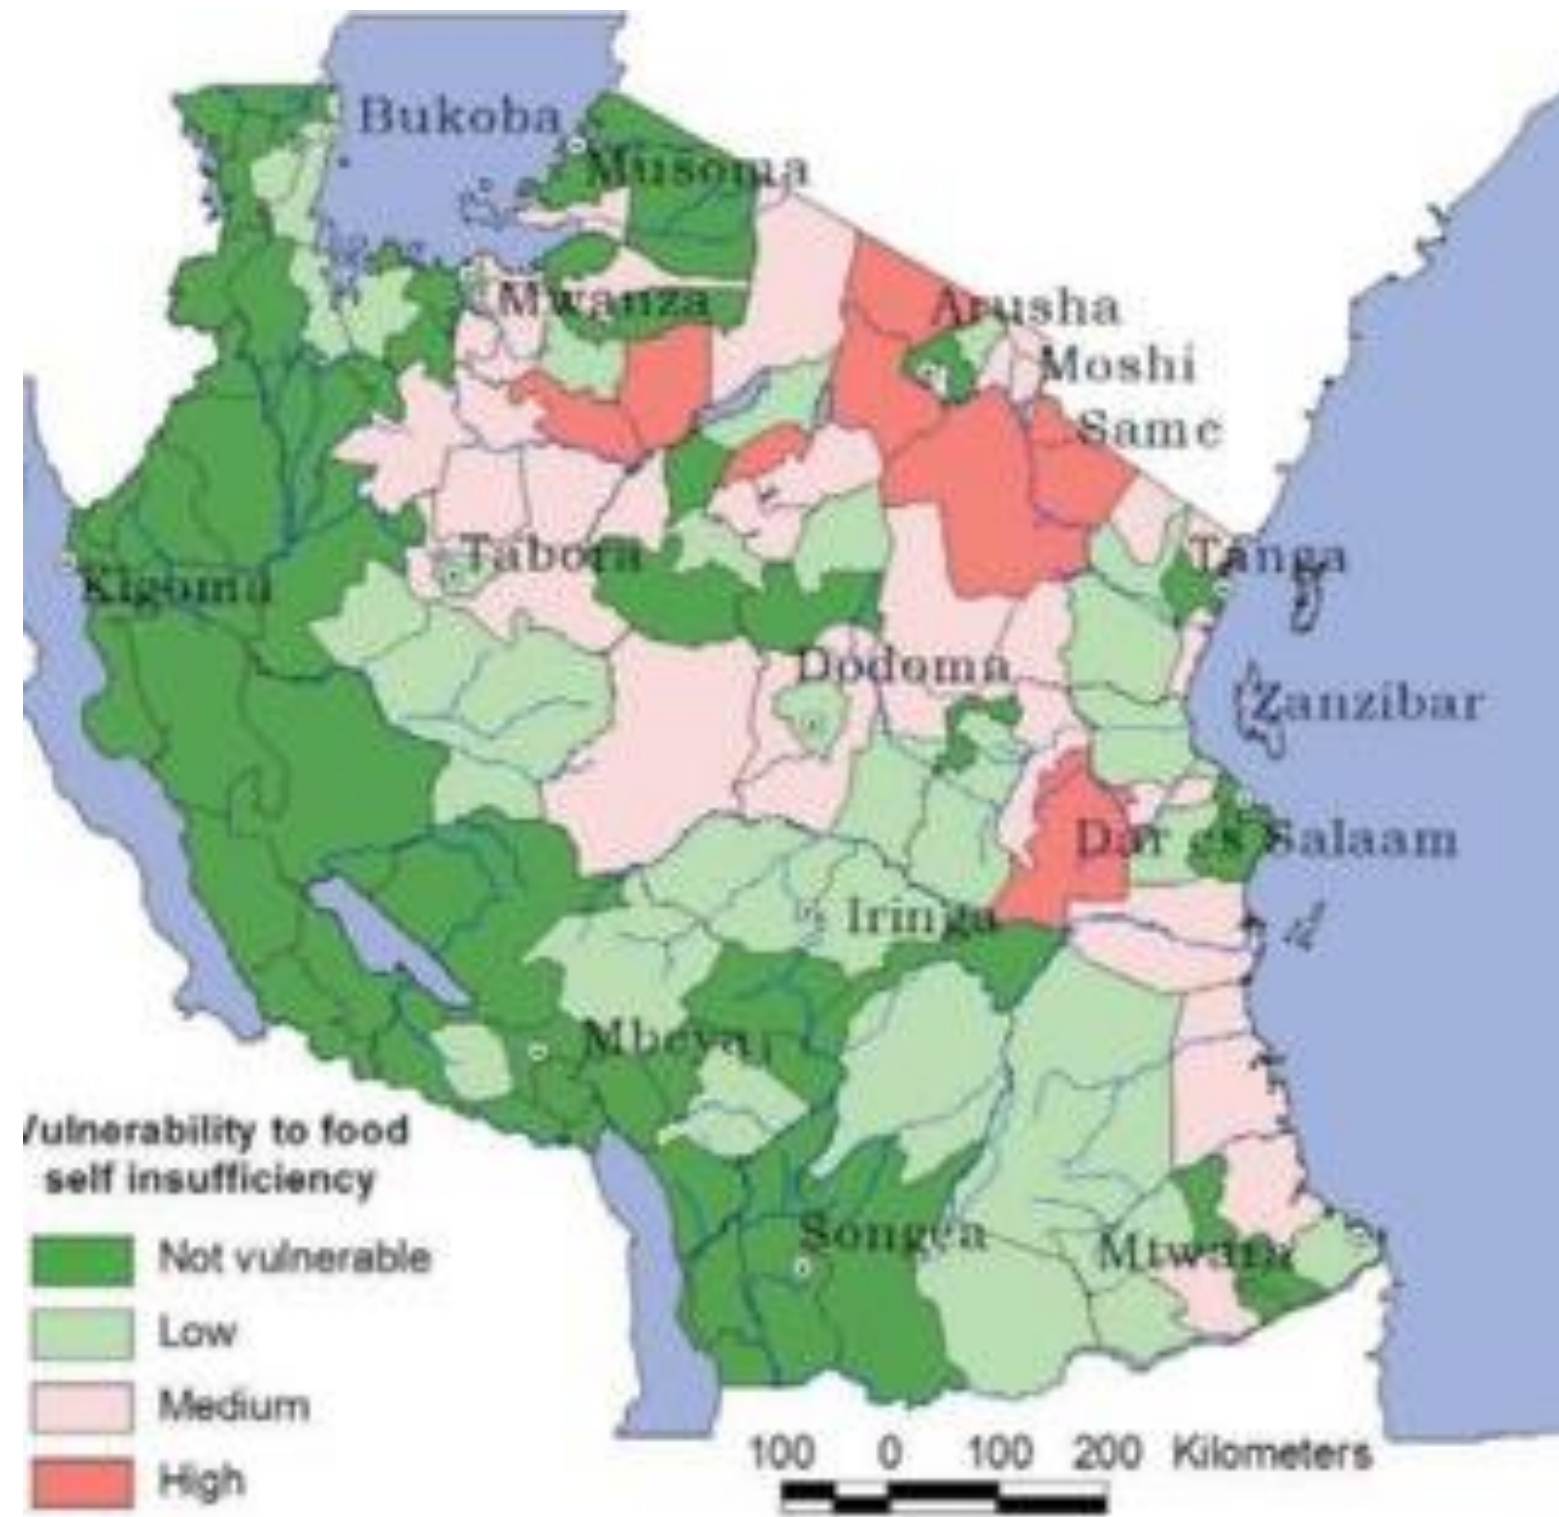 Bukoba
Musoma
Mwanza
Arusha
Moshi
Same
Tabora
Tanga
Kigoma
Dodoma
Zanzibar
Dar es Salaam
Iringa
Mbeya
Vulnerability to food
self insufficiency
Not vulnerable
Low
Medium
High
Songea
Mtwara
100 0 100 200 Kilometers